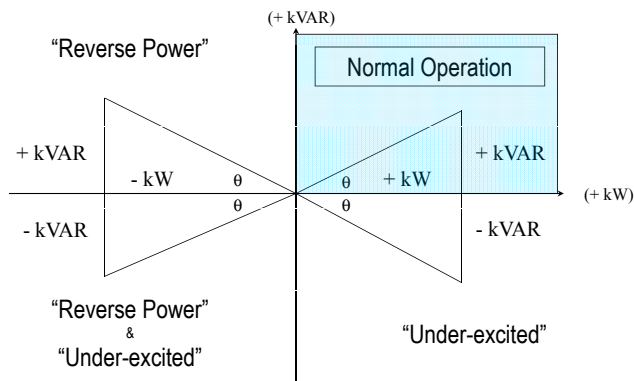 (+ kVAR)
“Reverse Power”
Normal Operation
+ kVAR
- kW
θ
θ
+ kW
+ kVAR
(+ kW)
θ
θ
- kVAR
- kVAR
“Reverse Power”
&
“Under-excited”
“Under-excited”